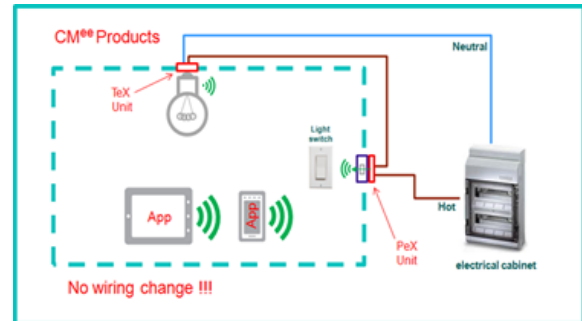 CMᵉᵉ Products
Neutral
TeX
Unit
Light
switch
App
App
Hot
PeX
Unit
electrical cabinet
No wiring change !!!